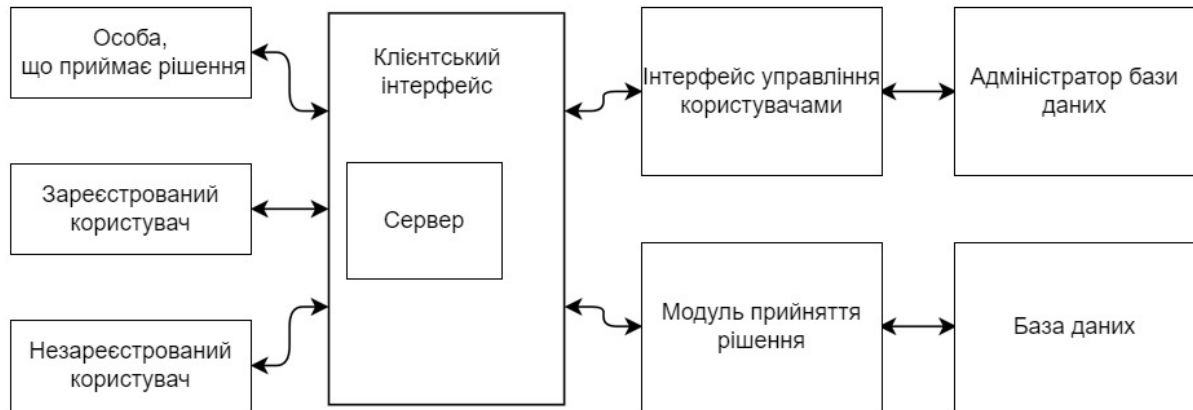 Особа,
що приймає рішення
Зареєстрований
користувач
Незареєстрований
користувач
Клієнтський
інтерфейс
Сервер
Інтерфейс управління
користувачами
Модуль прийняття
рішення
Адміністратор бази
даних
База даних